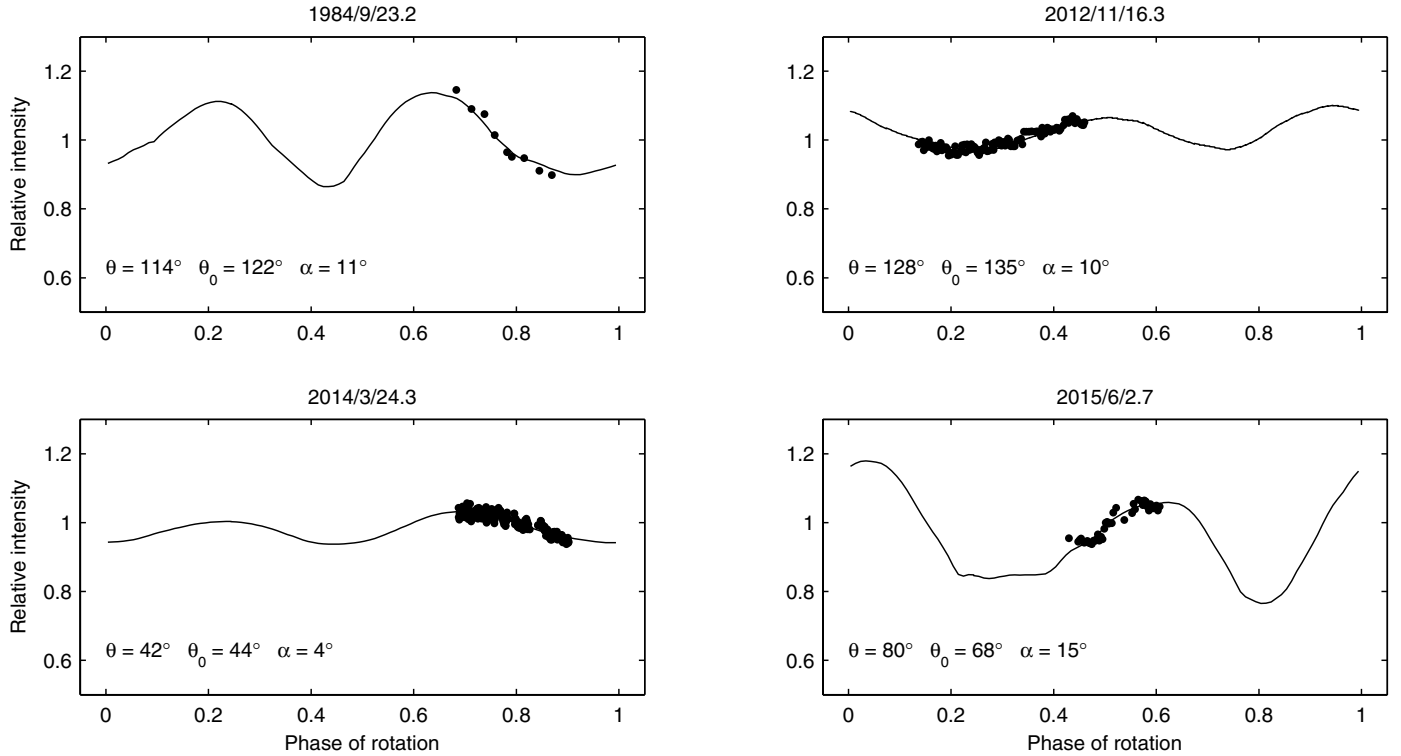 1984/9/23.2
Relative intensity
1.2
1
0.8
0.6
θ = 114° θ0 = 122° α = 11°
0 0.2 0.4 0.6 0.8 1
2012/11/16.3
1.2
1
0.8
0.6
θ = 128° θ0 = 135° α = 10°
0 0.2 0.4 0.6 0.8 1
2014/3/24.3
Relative intensity
1.2
1
0.8
0.6
θ = 42° θ0 = 44° α = 4°
0 0.2 0.4 0.6 0.8 1
Phase of rotation
2015/6/2.7
1.2
1
0.8
0.6
θ = 80° θ0 = 68° α = 15°
0 0.2 0.4 0.6 0.8 1
Phase of rotation